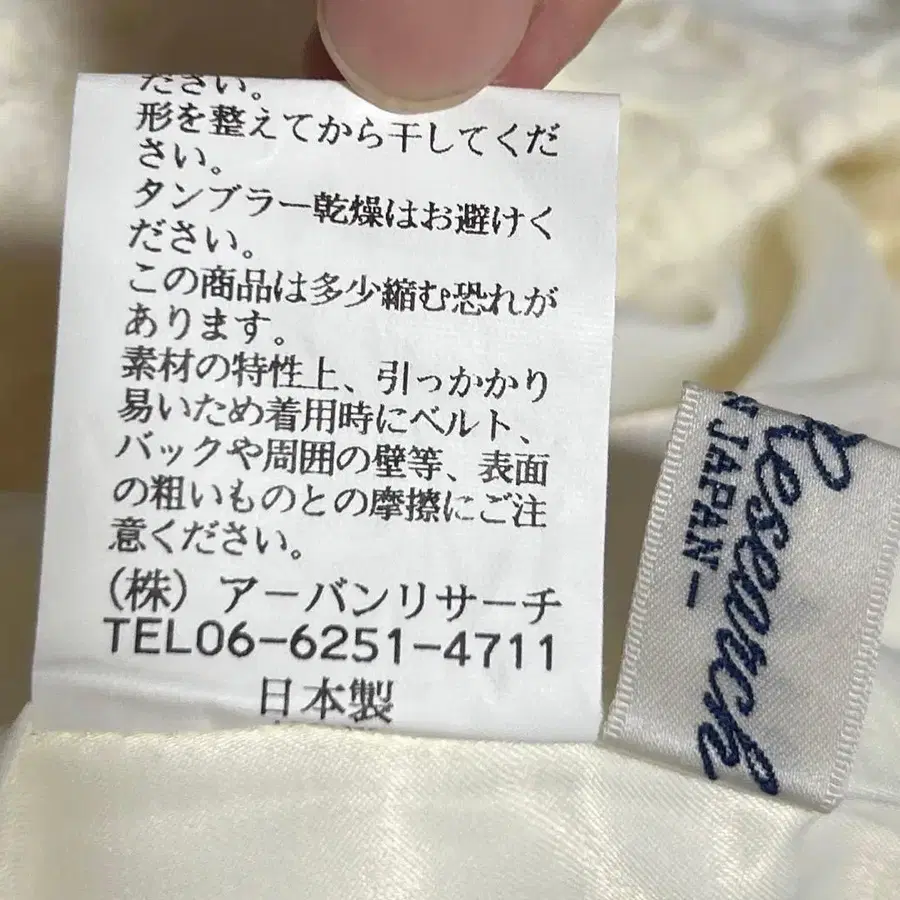 ださい。
形を整えてから干してくだ
さい。
タンブラー乾燥はお避けく
ださい。
この商品は多少縮む恐れが
あります。
素材の特性上、引っかかり
易いため着用時にベルト、
バックや周囲の壁等、表面
の粗いものとの摩擦にご注
意ください。
(株) アーバンリサーチ
TEL06-6251-4711
日本製
Research
N JAPAN—